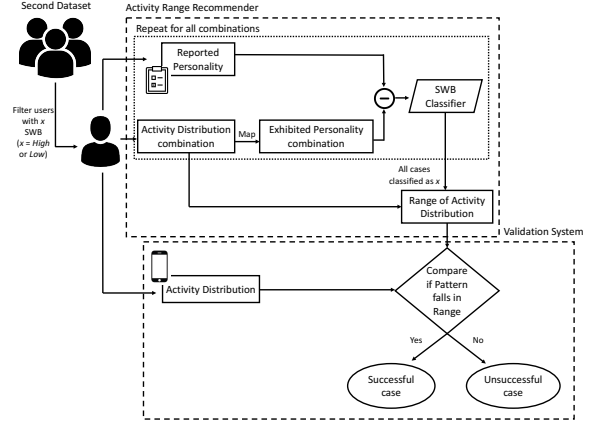 Second Dataset
Activity Range Recommender
Repeat for all combinations
Reported
Personality
SWB
Classifier
Filter users
with x
SWB
(x = High
or Low)
Activity Distribution
combination
Map
Exhibited Personality
combination
All cases
classified as x
Range of Activity
Distribution
Validation System
Activity Distribution
Compare
if Pattern
falls in
Range
Yes
No
Successful
case
Unsuccessful
case